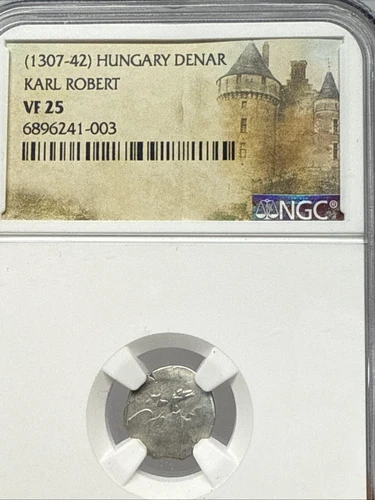 (1307-42) HUNGARY DENAR
KARL ROBERT
VF 25
6896241-003
NGC®